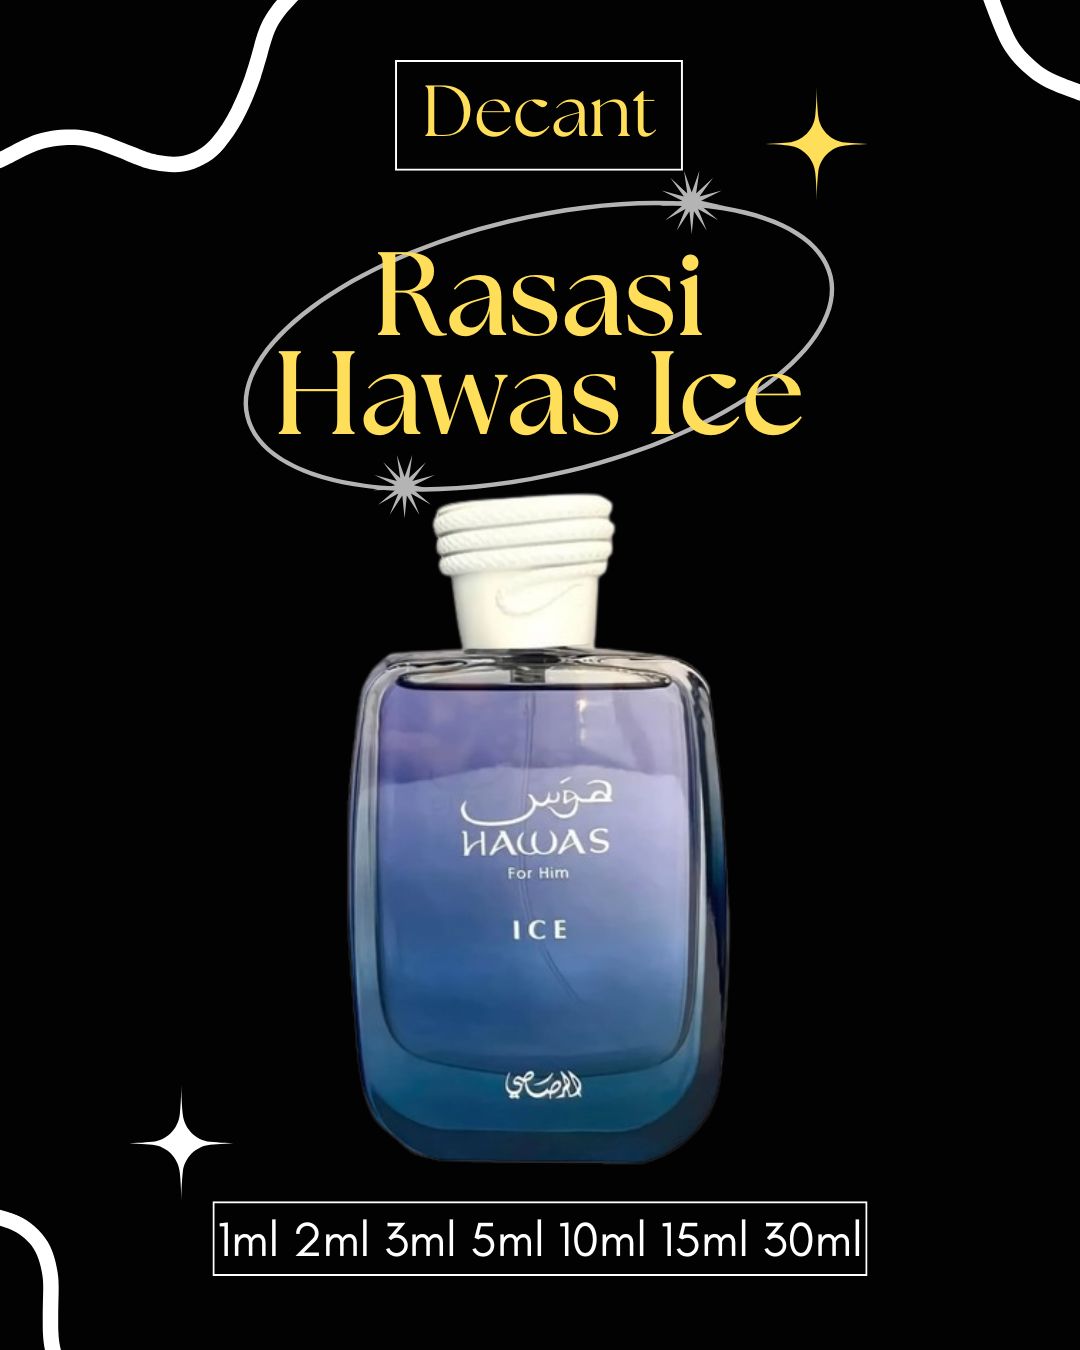 Decant
Rasasi
Hawas Ice
هوس
HAWAS
For Him
ICE
الرصاصي
1ml 2ml 3ml 5ml 10ml 15ml 30ml